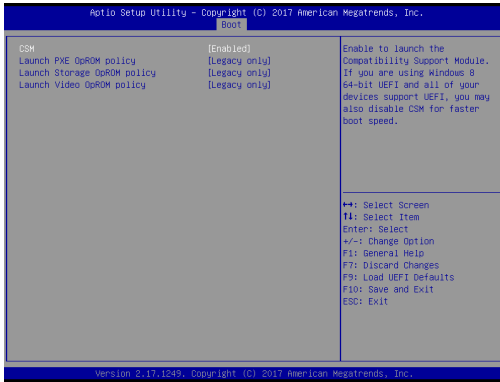 Aptio Setup Utility – Copyright (C) 2017 American Megatrends, Inc.
Boot
CSM [Enabled]
Launch PXE OpROM policy [Legacy only]
Launch Storage OpROM policy [Legacy only]
Launch Video OpROM policy [Legacy only]
Enable to launch the
Compatibility Support Module.
If you are using Windows 8
64-bit UEFI and all of your
devices support UEFI, you may
also disable CSM for faster
boot speed.
↔: Select Screen
↑↓: Select Item
Enter: Select
+/-: Change Option
F1: General Help
F7: Discard Changes
F9: Load UEFI Defaults
F10: Save and Exit
ESC: Exit
Version 2.17.1249. Copyright (C) 2017 American Megatrends, Inc.